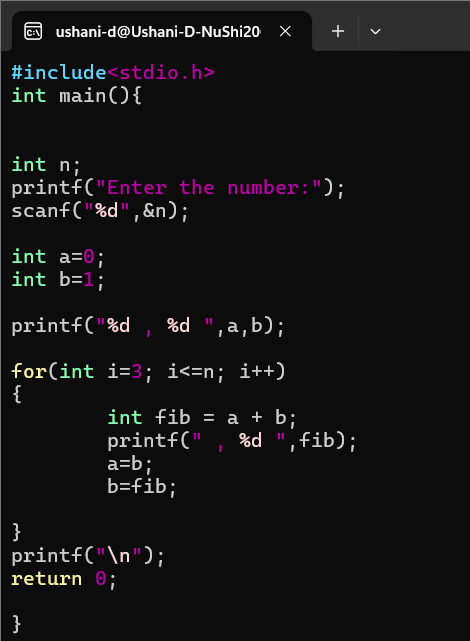 ushani-d@Ushani-D-NuShi20
#include<stdio.h>
int main(){
int n;
printf("Enter the number:");
scanf("%d",&n);
int a=0;
int b=1;
printf("%d , %d ",a,b);
for(int i=3; i<=n; i++)
{
int fib = a + b;
printf(" , %d ",fib);
a=b;
b=fib;
}
printf("\n");
return 0;
}